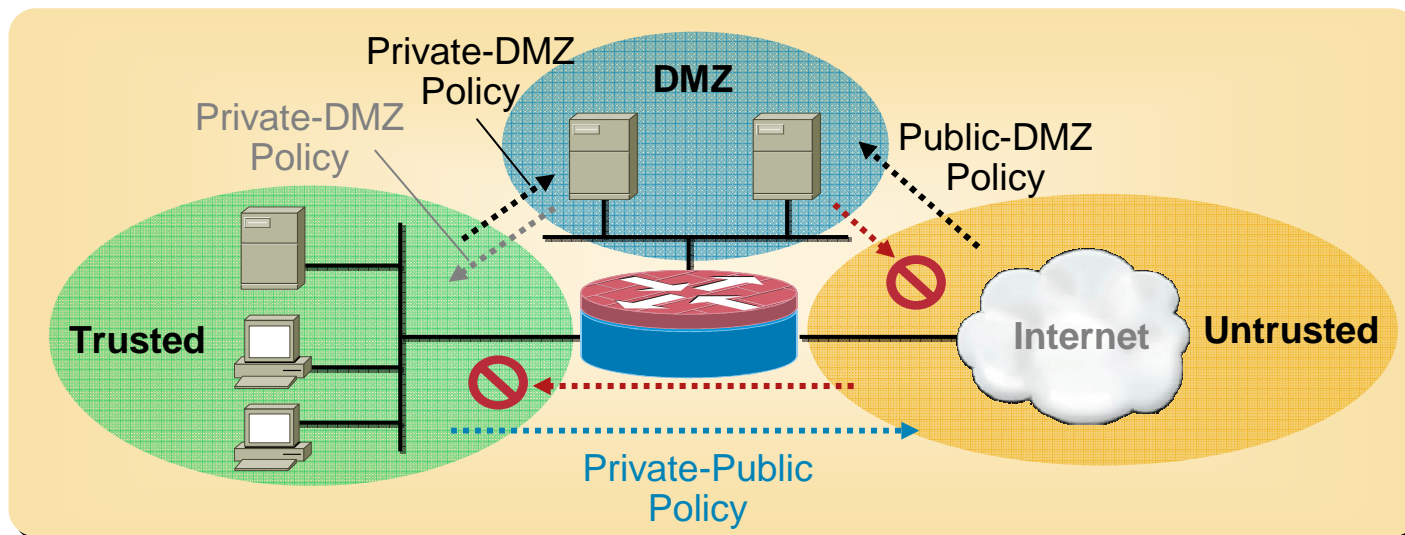 Private-DMZ
Policy
DMZ
Private-DMZ
Policy
Public-DMZ
Policy
Trusted
Internet
Untrusted
Private-Public
Policy